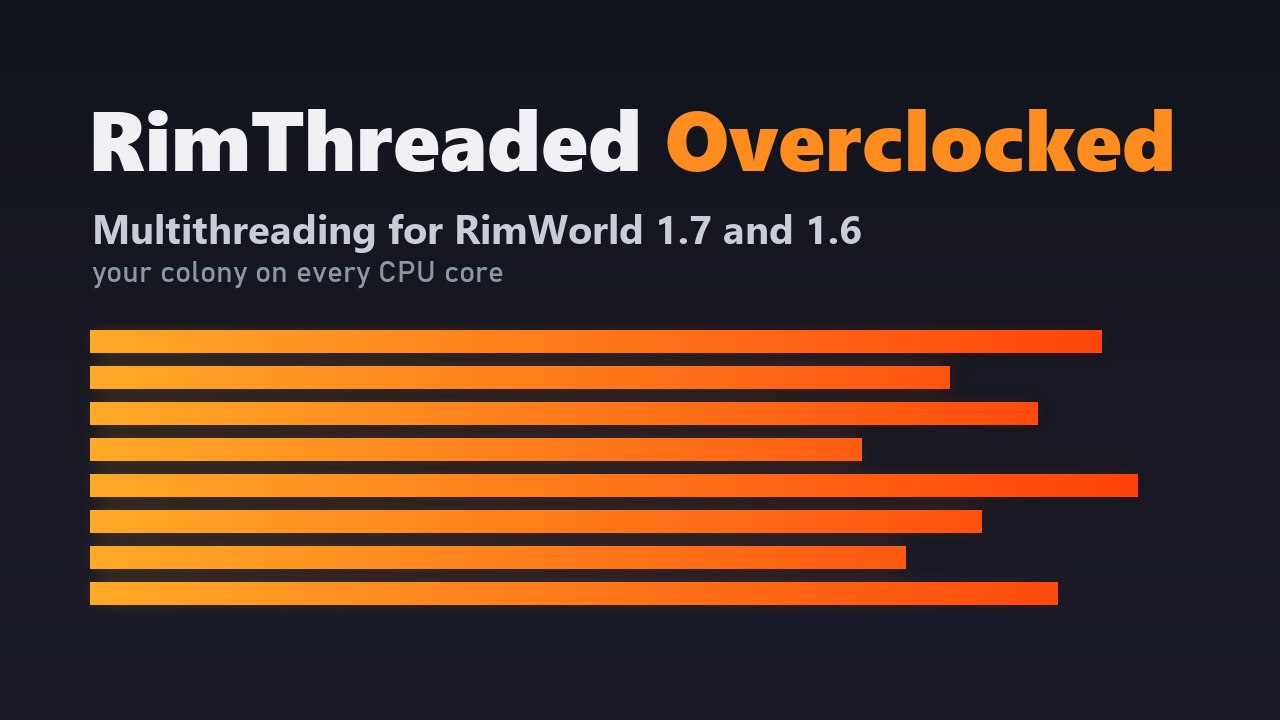 RimThreaded Overclocked
Multithreading for RimWorld 1.7 and 1.6
your colony on every CPU core